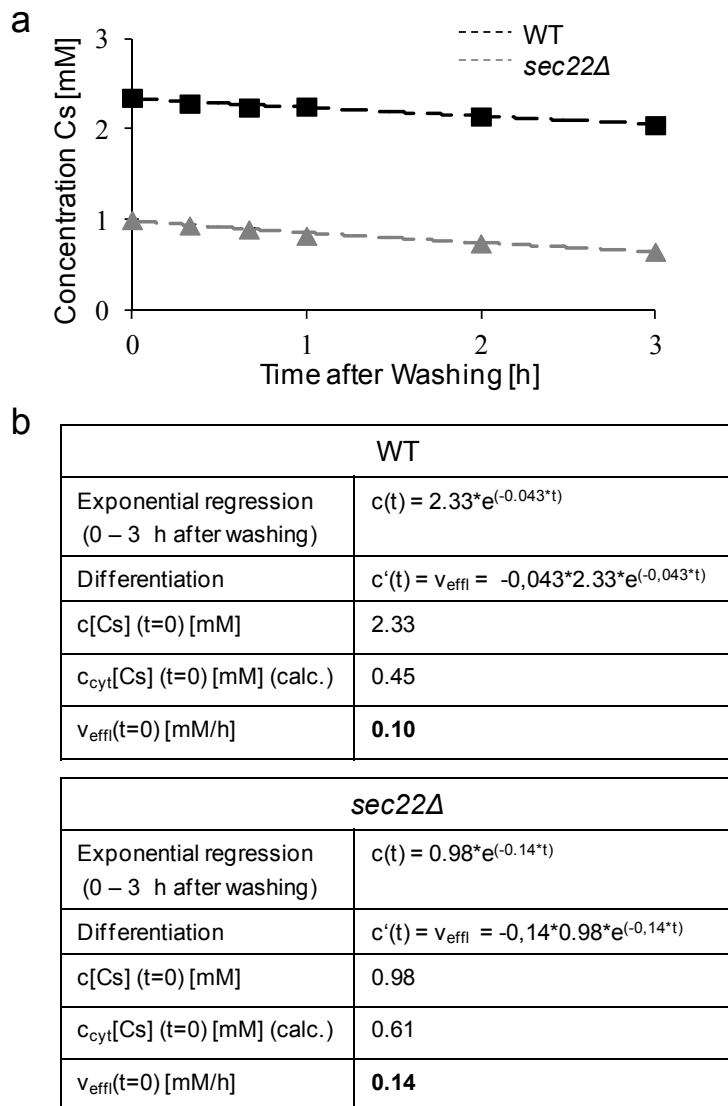 a
3
2
1
0
Concentration Cs [mM]
WT
sec22Δ
0 1 2 3
Time after Washing [h]
b
WT
Exponential regression
(0 – 3 h after washing)
c(t) = 2.33*e(-0.043*t)
Differentiation
c‘(t) = veffl = -0,043*2.33*e(-0,043*t)
c[Cs] (t=0) [mM]
2.33
ccyt[Cs] (t=0) [mM] (calc.)
0.45
veffl(t=0) [mM/h]
0.10
sec22Δ
Exponential regression
(0 – 3 h after washing)
c(t) = 0.98*e(-0.14*t)
Differentiation
c‘(t) = veffl = -0,14*0.98*e(-0,14*t)
c[Cs] (t=0) [mM]
0.98
ccyt[Cs] (t=0) [mM] (calc.)
0.61
veffl(t=0) [mM/h]
0.14